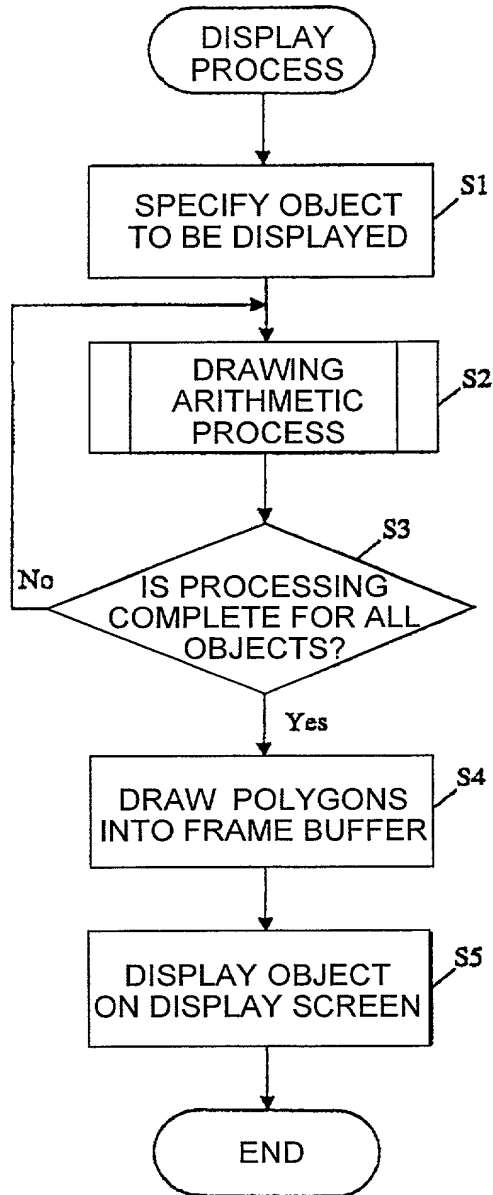 DISPLAY
PROCESS
S1
SPECIFY OBJECT
TO BE DISPLAYED
S2
DRAWING
ARITHMETIC
PROCESS
S3
No
IS PROCESSING
COMPLETE FOR ALL
OBJECTS?
Yes
S4
DRAW POLYGONS
INTO FRAME BUFFER
S5
DISPLAY OBJECT
ON DISPLAY SCREEN
END